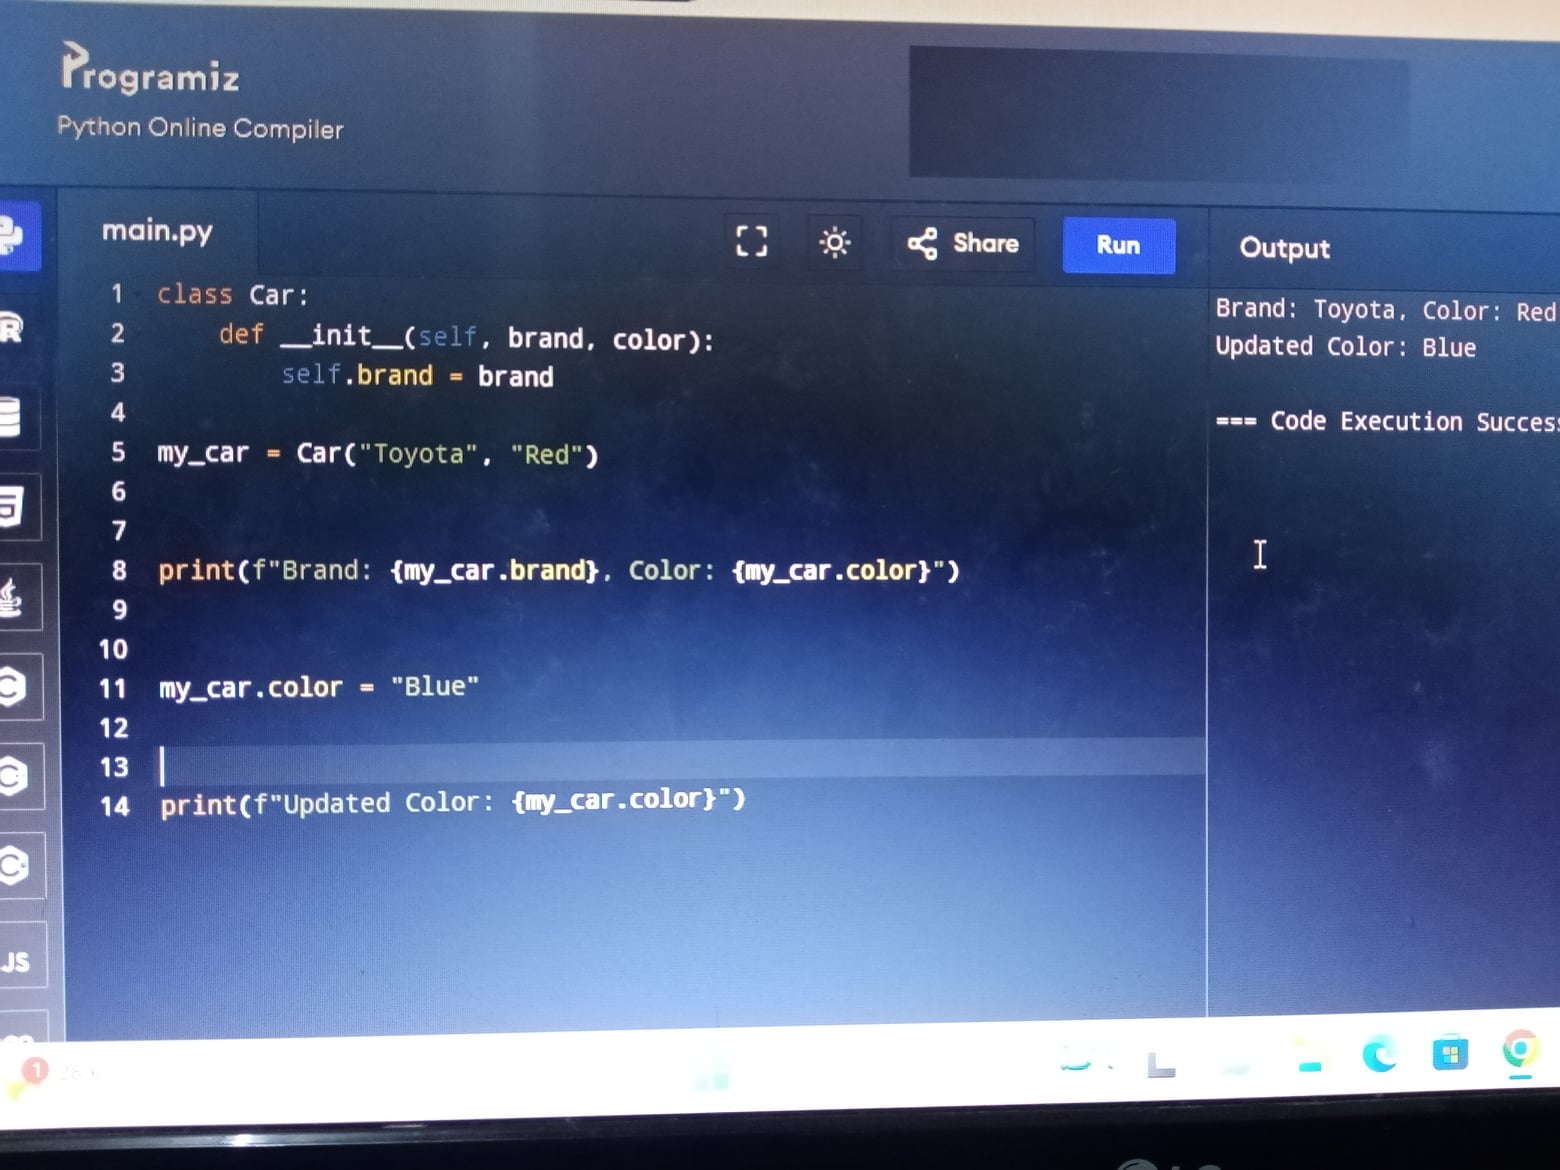 Programiz
Python Online Compiler
main.py
Share
Run
Output
1 class Car:
2     def __init__(self, brand, color):
3         self.brand = brand
4
5 my_car = Car("Toyota", "Red")
6
7
8 print(f"Brand: {my_car.brand}, Color: {my_car.color}")
9
10
11 my_car.color = "Blue"
12
13
14 print(f"Updated Color: {my_car.color}")
Brand: Toyota, Color: Red
Updated Color: Blue
=== Code Execution Success
R
JS
1